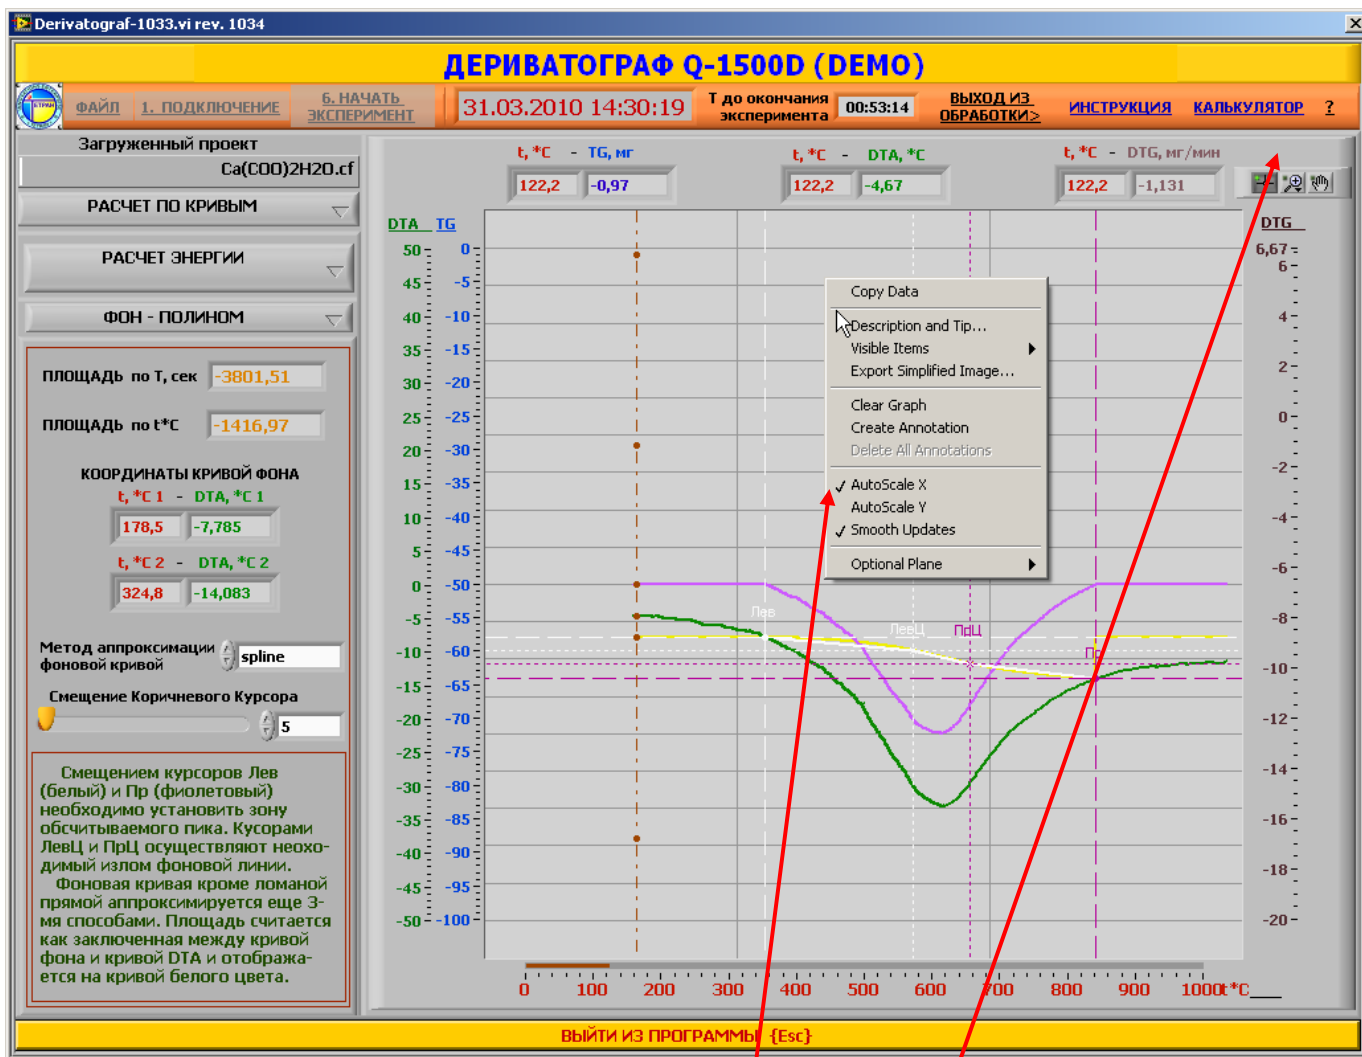 Derivatograf-1033.vi rev. 1034
ДЕРИВАТОГРАФ Q-1500D (DEMO)
ФАЙЛ 1. ПОДКЛЮЧЕНИЕ 6. НАЧАТЬ ЭКСПЕРИМЕНТ 31.03.2010 14:30:19 Т до окончания эксперимента 00:53:14 ВЫХОД ИЗ ОБРАБОТКИ> ИНСТРУКЦИЯ КАЛЬКУЛЯТОР ?
Загруженный проект
Ca(COO)2H2O.cf
РАСЧЕТ ПО КРИВЫМ
РАСЧЕТ ЭНЕРГИИ
ФОН - ПОЛИНОМ
ПЛОЩАДЬ по Т, сек -3801,51
ПЛОЩАДЬ по t*C -1416,97
КООРДИНАТЫ КРИВОЙ ФОНА
t, *C 1 - DTA, *C 1
178,5 -7,785
t, *C 2 - DTA, *C 2
324,8 -14,083
Метод аппроксимации
фоновой кривой
spline
Смещение Коричневого Курсора
5
Смещением курсоров Лев
(белый) и Пр (фиолетовый)
необходимо установить зону
обсчитываемого пика. Кусорами
ЛевЦ и ПрЦ осуществляют неохо-
димый излом фоновой линии.
Фоновая кривая кроме ломаной
прямой аппроксимируется еще 3-
мя способами. Площадь считается
как заключенная между кривой
фона и кривой DTA и отобража-
ется на кривой белого цвета.
t, *C - TG, мг
122,2 -0,97
t, *C - DTA, *C
122,2 -4,67
t, *C - DTG, мг/мин
122,2 -1,131
DTA TG
50 0
45 -5
40 -10
35 -15
30 -20
25 -25
20 -30
15 -35
10 -40
5 -45
0 -50
-5 -55
-10 -60
-15 -65
-20 -70
-25 -75
-30 -80
-35 -85
-40 -90
-45 -95
-50 -100
Copy Data
Description and Tip...
Visible Items
Export Simplified Image...
Clear Graph
Create Annotation
Delete All Annotations
AutoScale X
AutoScale Y
Smooth Updates
Optional Plane
Лев
ЛевЦ
ПрЦ
Пр
DTG
6,67
6
4
2
0
-2
-4
-6
-8
-10
-12
-14
-16
-18
-20
0 100 200 300 400 500 600 700 800 900 1000 t*C
ВЫЙТИ ИЗ ПРОГРАММЫ {Esc}